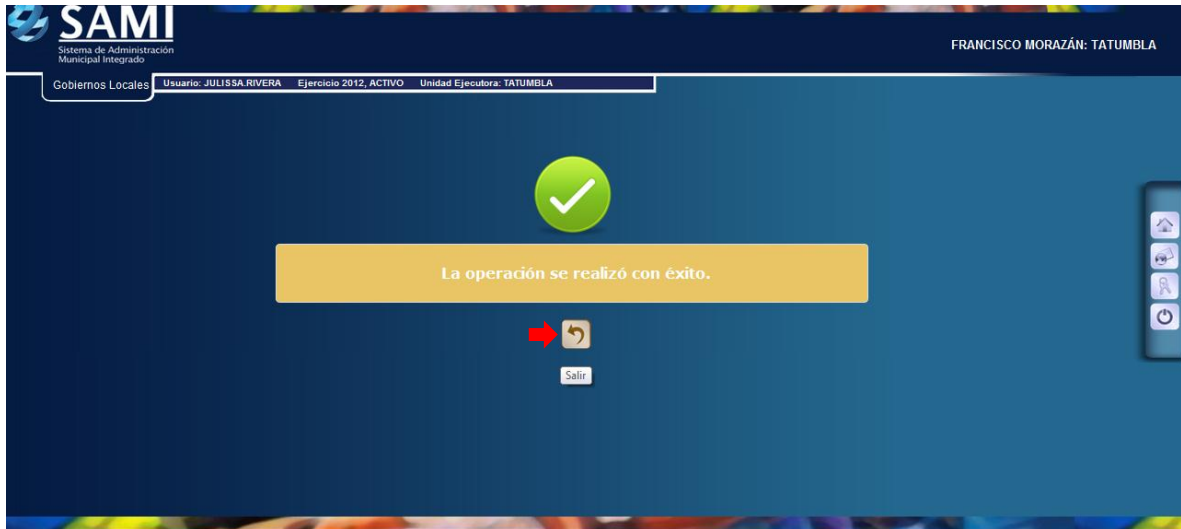 SAMI
Sistema de Administración
Municipal Integrado
FRANCISCO MORAZÁN: TATUMBLA
Gobiernos Locales
Usuario: JULISSA.RIVERA Ejercicio 2012, ACTIVO Unidad Ejecutora: TATUMBLA
La operación se realizó con éxito.
Salir